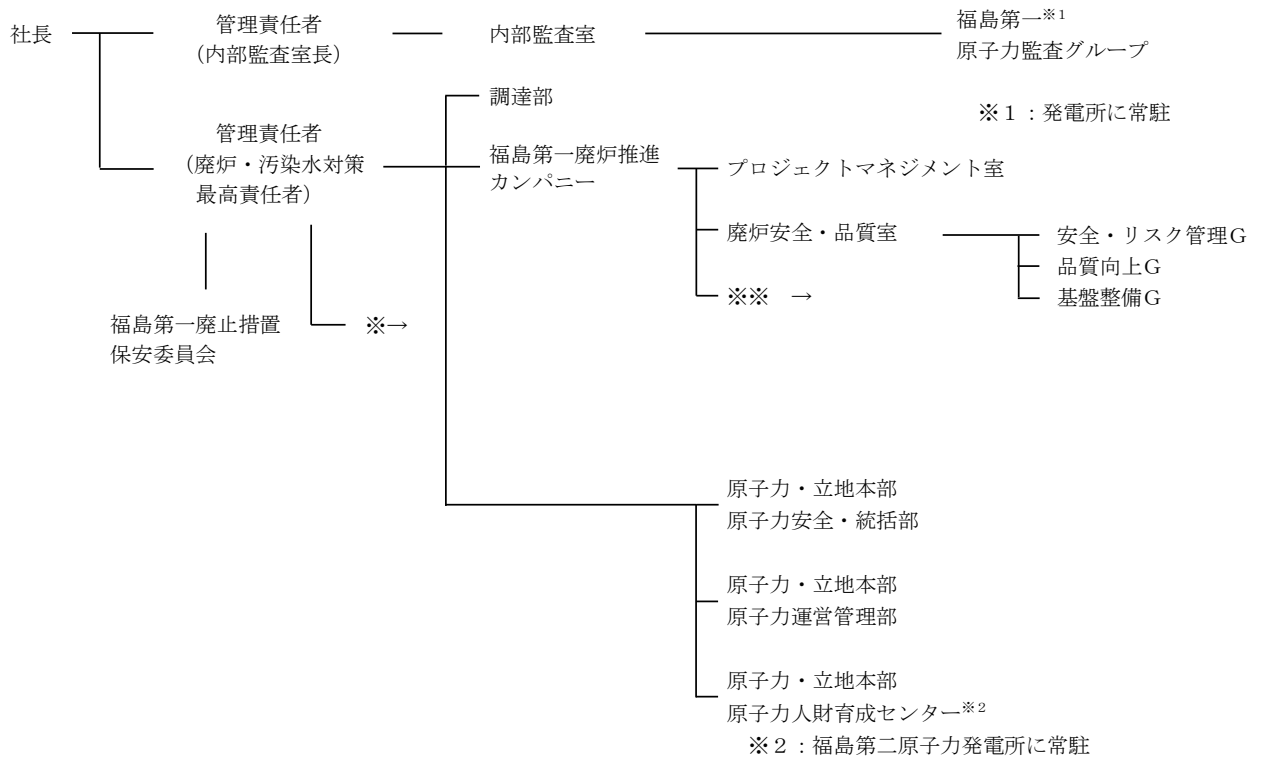 社長
管理責任者
(内部監査室長)
内部監査室
福島第一※1
原子力監査グループ
※1:発電所に常駐
調達部
管理責任者
(廃炉・汚染水対策
最高責任者)
福島第一廃炉推進
カンパニー
プロジェクトマネジメント室
廃炉安全・品質室
安全・リスク管理G
品質向上G
基盤整備G
※※ →
福島第一廃止措置
保安委員会
※→
原子力・立地本部
原子力安全・統括部
原子力・立地本部
原子力運営管理部
原子力・立地本部
原子力人財育成センター※2
※2:福島第二原子力発電所に常駐